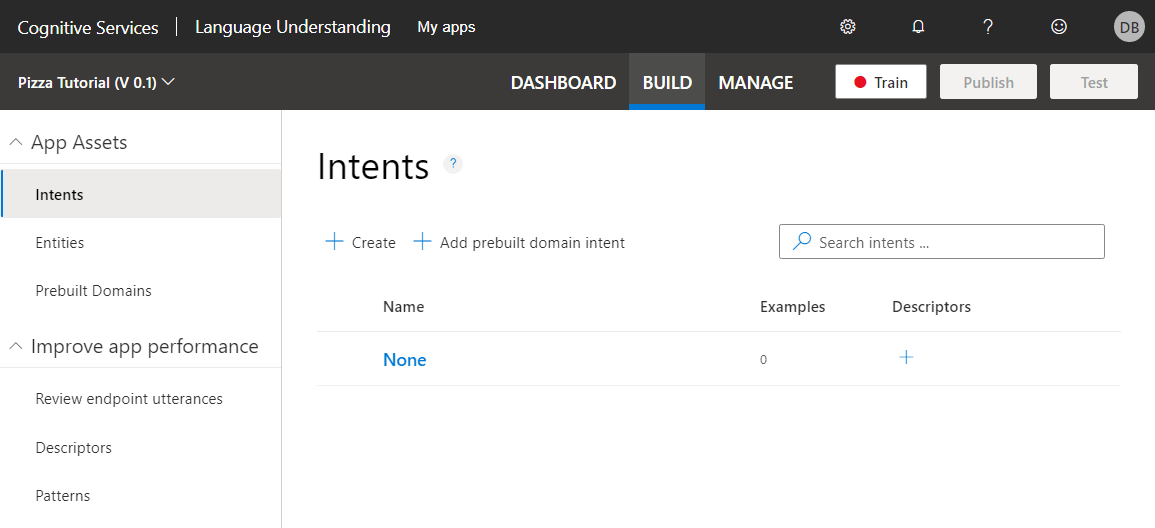 Cognitive Services | Language Understanding My apps ? DB
Pizza Tutorial (V 0.1) DASHBOARD BUILD MANAGE Train Publish Test
App Assets
Intents
Entities
Prebuilt Domains
Improve app performance
Review endpoint utterances
Descriptors
Patterns
Intents ?
Create Add prebuilt domain intent Search intents ...
Name Examples Descriptors
None 0